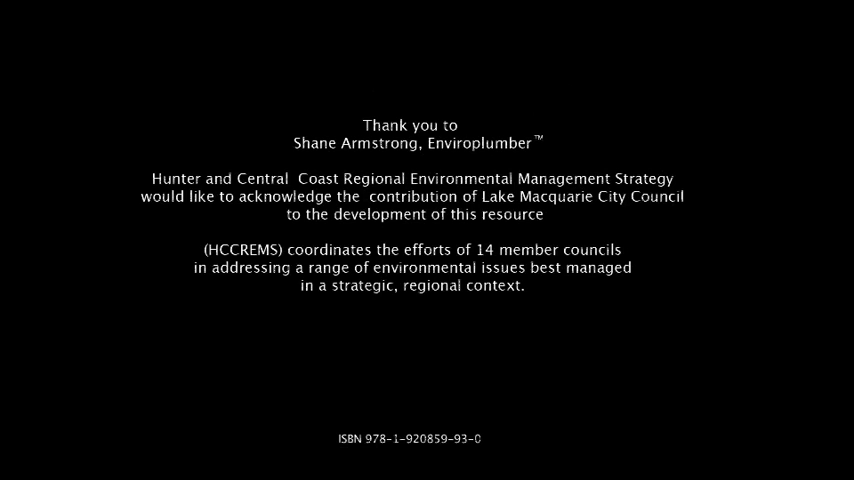 Thank you to
Shane Armstrong, Enviroplumber™
Hunter and Central Coast Regional Environmental Management Strategy
would like to acknowledge the contribution of Lake Macquarie City Council
to the development of this resource
(HCCREMS) coordinates the efforts of 14 member councils
in addressing a range of environmental issues best managed
in a strategic, regional context.
ISBN 978-1-920859-93-0